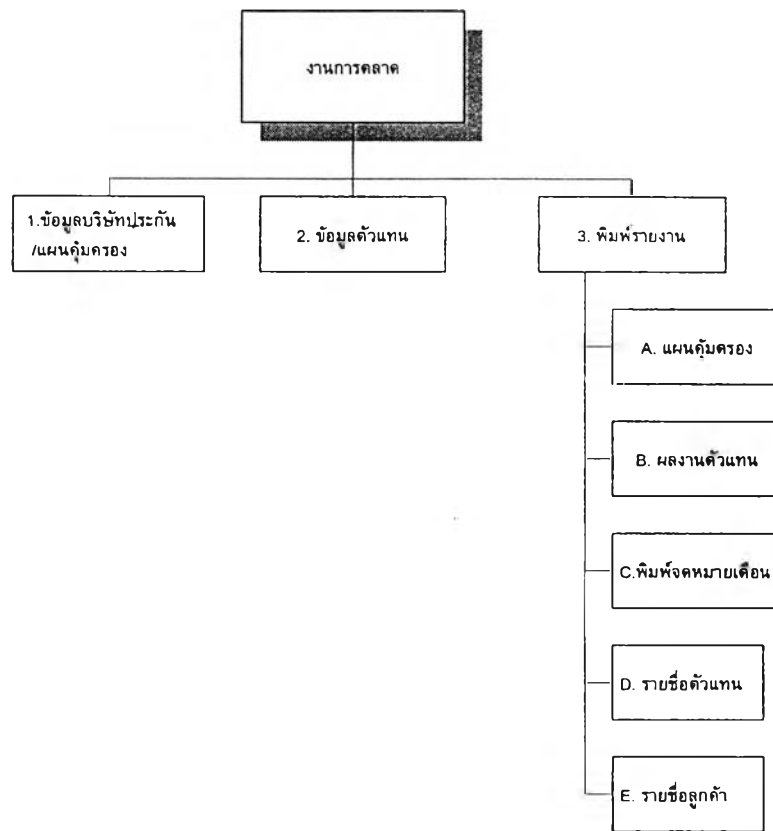 งานการตลาด
1.ข้อมูลบริษัทประกัน
/แผนคุ้มครอง
2. ข้อมูลตัวแทน
3. พิมพ์รายงาน
A. แผนคุ้มครอง
B. ผลงานตัวแทน
C.พิมพ์จดหมายเตือน
D. รายชื่อตัวแทน
E. รายชื่อลูกค้า